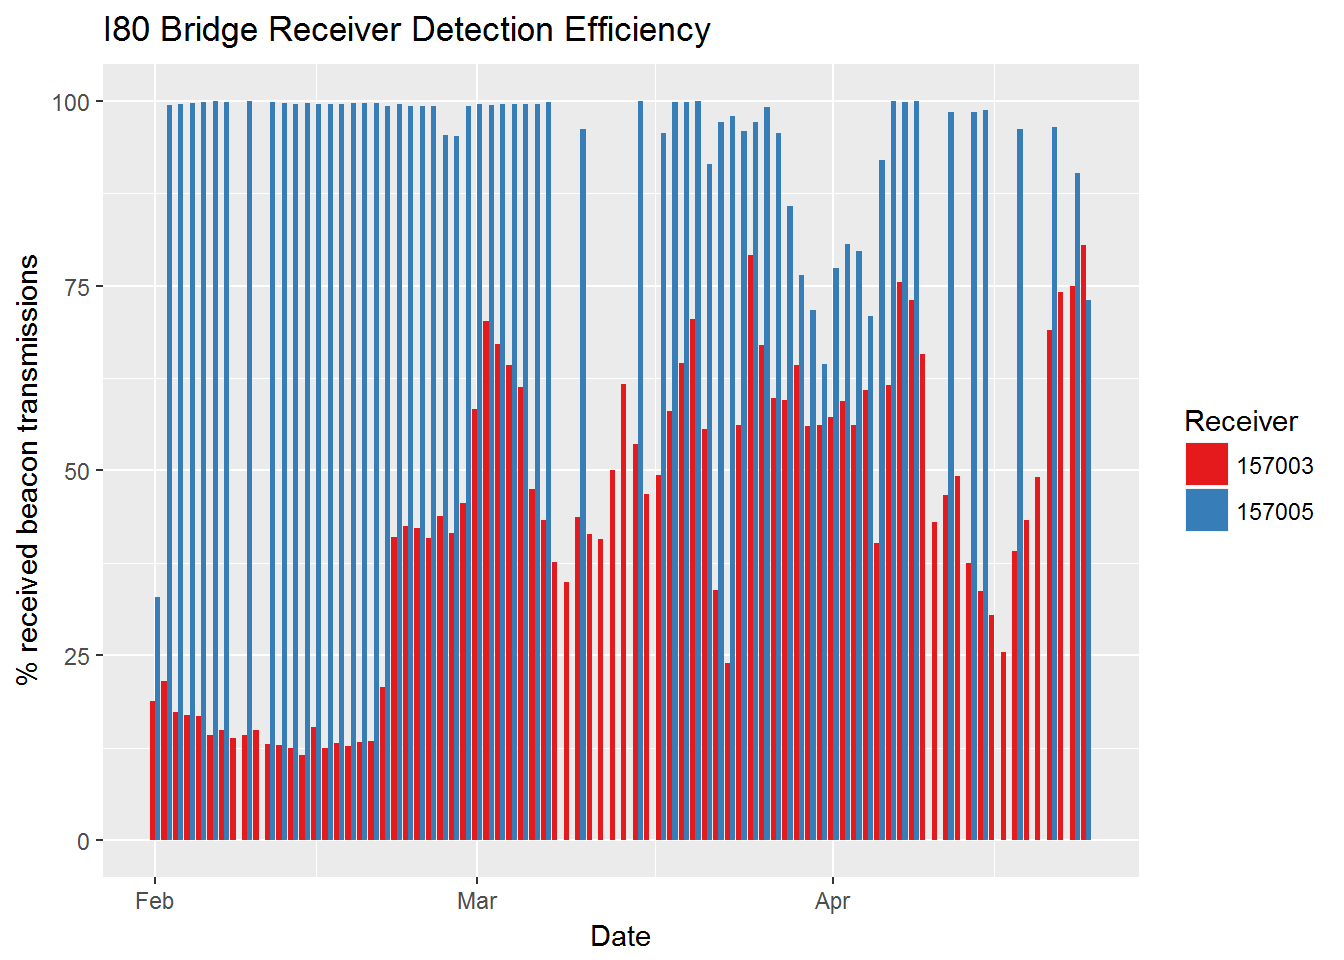 I80 Bridge Receiver Detection Efficiency
% received beacon transmissions
100
75
50
25
0
Feb
Mar
Apr
Date
Receiver
157003
157005